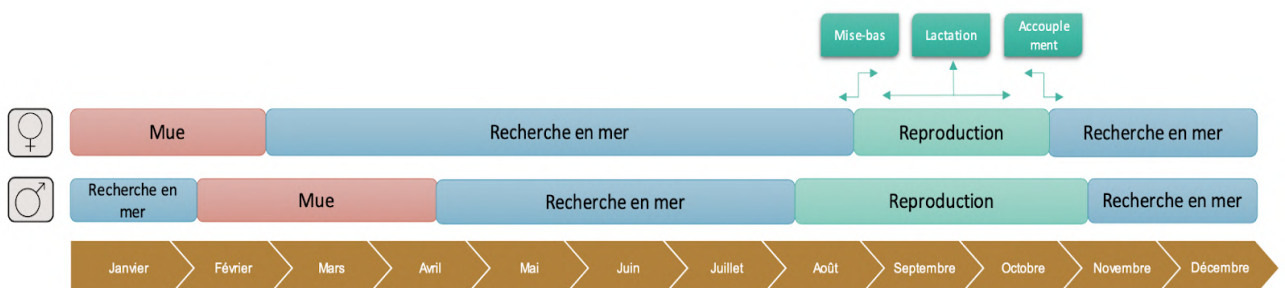 Mise-bas
Lactation
Accouple
ment
Mue
Recherche en mer
Reproduction
Recherche en mer
Recherche en
mer
Mue
Recherche en mer
Reproduction
Recherche en mer
Janvier
Février
Mars
Avril
Mai
Juin
Juillet
Août
Septembre
Octobre
Novembre
Décembre